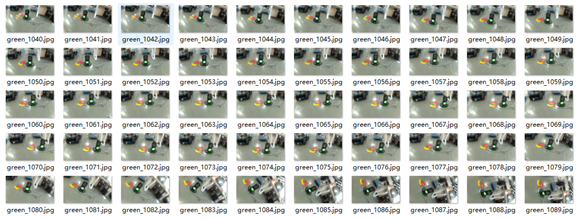 green_1040.jpg green_1041.jpg green_1042.jpg green_1043.jpg green_1044.jpg green_1045.jpg green_1046.jpg green_1047.jpg green_1048.jpg green_1049.jpg
green_1050.jpg green_1051.jpg green_1052.jpg green_1053.jpg green_1054.jpg green_1055.jpg green_1056.jpg green_1057.jpg green_1058.jpg green_1059.jpg
green_1060.jpg green_1061.jpg green_1062.jpg green_1063.jpg green_1064.jpg green_1065.jpg green_1066.jpg green_1067.jpg green_1068.jpg green_1069.jpg
green_1070.jpg green_1071.jpg green_1072.jpg green_1073.jpg green_1074.jpg green_1075.jpg green_1076.jpg green_1077.jpg green_1078.jpg green_1079.jpg
green_1080.jpg green_1081.jpg green_1082.jpg green_1083.jpg green_1084.jpg green_1085.jpg green_1086.jpg green_1087.jpg green_1088.jpg green_1089.jpg